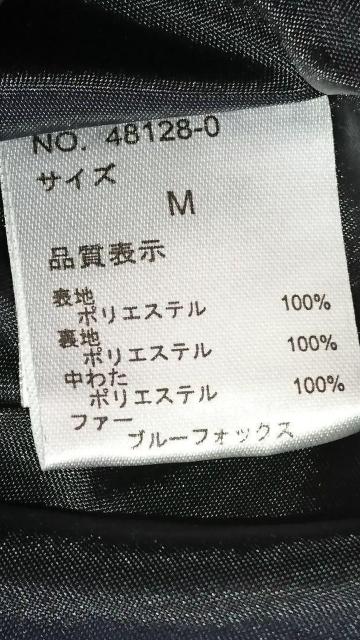 NO. 48128-0
サイズ
M
品質表示
表地
ポリエステル 100%
裏地
ポリエステル 100%
中わた
ポリエステル 100%
ファー
ブルーフォックス